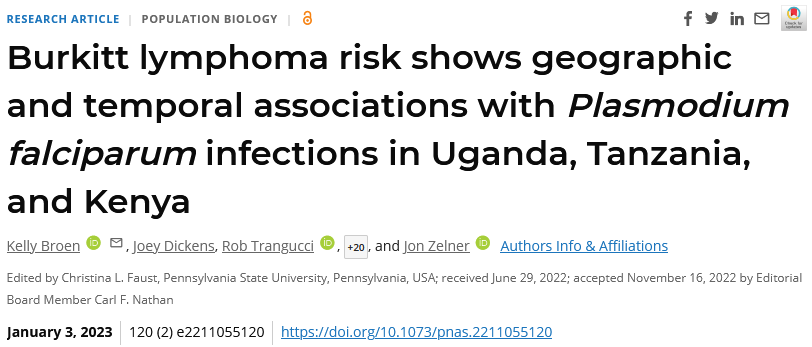 RESEARCH ARTICLE | POPULATION BIOLOGY |
Check for updates
Burkitt lymphoma risk shows geographic
and temporal associations with Plasmodium
falciparum infections in Uganda, Tanzania,
and Kenya
Kelly Broen iD, Joey Dickens, Rob Trangucci iD, +20, and Jon Zelner iD Authors Info & Affiliations
Edited by Christina L. Faust, Pennsylvania State University, Pennsylvania, USA; received June 29, 2022; accepted November 16, 2022 by Editorial
Board Member Carl F. Nathan
January 3, 2023 | 120 (2) e2211055120 | https://doi.org/10.1073/pnas.2211055120